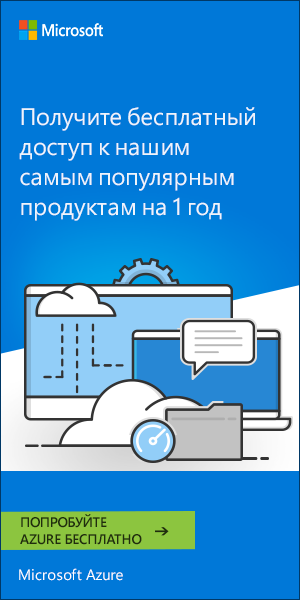 Microsoft
Получите бесплатный
доступ к нашим
самым популярным
продуктам на 1 год
ПОПРОБУЙТЕ
AZURE БЕСПЛАТНО →
Microsoft Azure